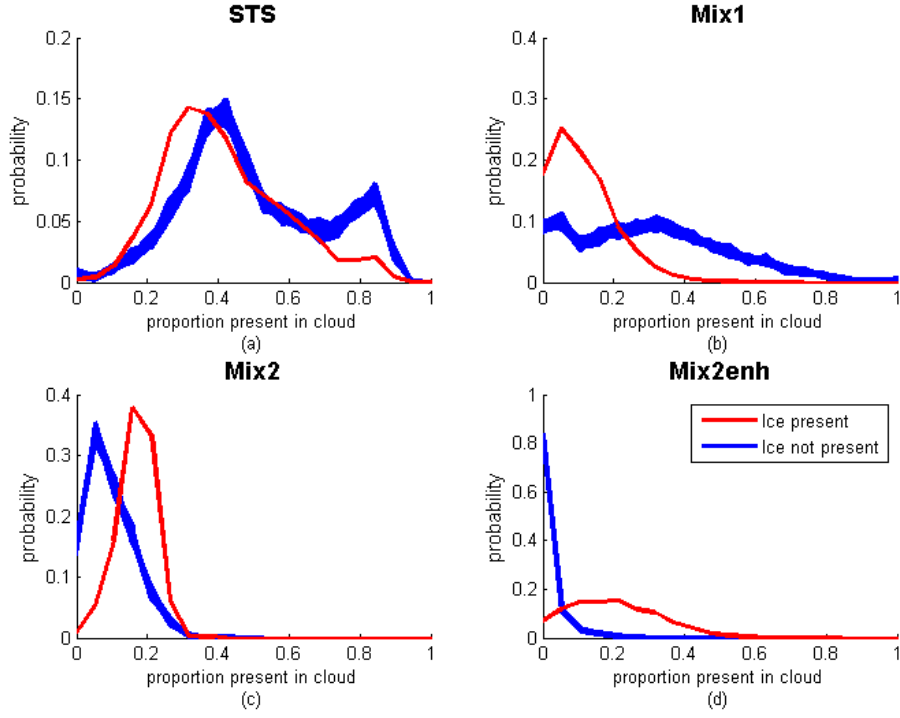 STS
0.2
0.15
0.1
0.05
0
probability
0 0.2 0.4 0.6 0.8 1
proportion present in cloud
(a)
Mix1
0.4
0.3
0.2
0.1
0
probability
0 0.2 0.4 0.6 0.8 1
proportion present in cloud
(b)
Mix2
0.4
0.3
0.2
0.1
0
probability
0 0.2 0.4 0.6 0.8 1
proportion present in cloud
(c)
Mix2enh
1
0.8
0.6
0.4
0.2
0
probability
Ice present
Ice not present
0 0.2 0.4 0.6 0.8 1
proportion present in cloud
(d)